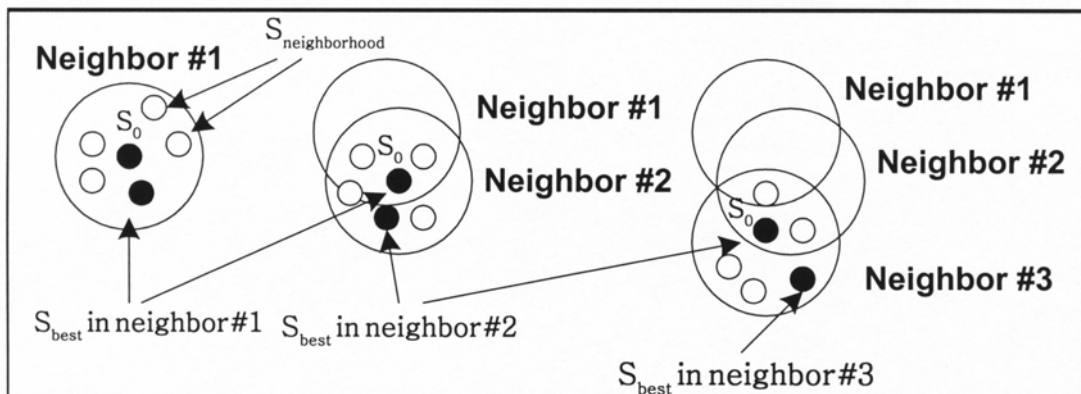 S_neighborhood
Neighbor #1
S_0
Neighbor #1
S_0
Neighbor #2
Neighbor #1
Neighbor #2
S_0
Neighbor #3
S_best in neighbor #1
S_best in neighbor #2
S_best in neighbor #3